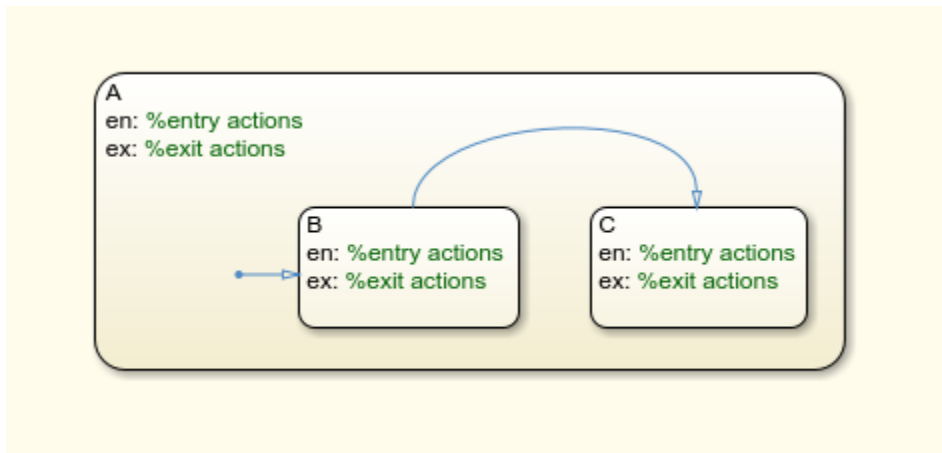 A
en: %entry actions
ex: %exit actions
B
en: %entry actions
ex: %exit actions
C
en: %entry actions
ex: %exit actions